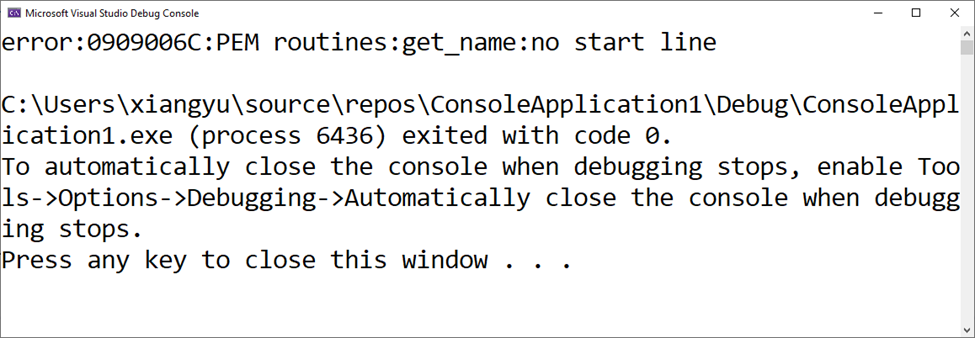 Microsoft Visual Studio Debug Console
error:0909006C:PEM routines:get_name:no start line
C:\Users\xiangyu\source\repos\ConsoleApplication1\Debug\ConsoleAppl
ication1.exe (process 6436) exited with code 0.
To automatically close the console when debugging stops, enable Too
ls->Options->Debugging->Automatically close the console when debugg
ing stops.
Press any key to close this window . . .